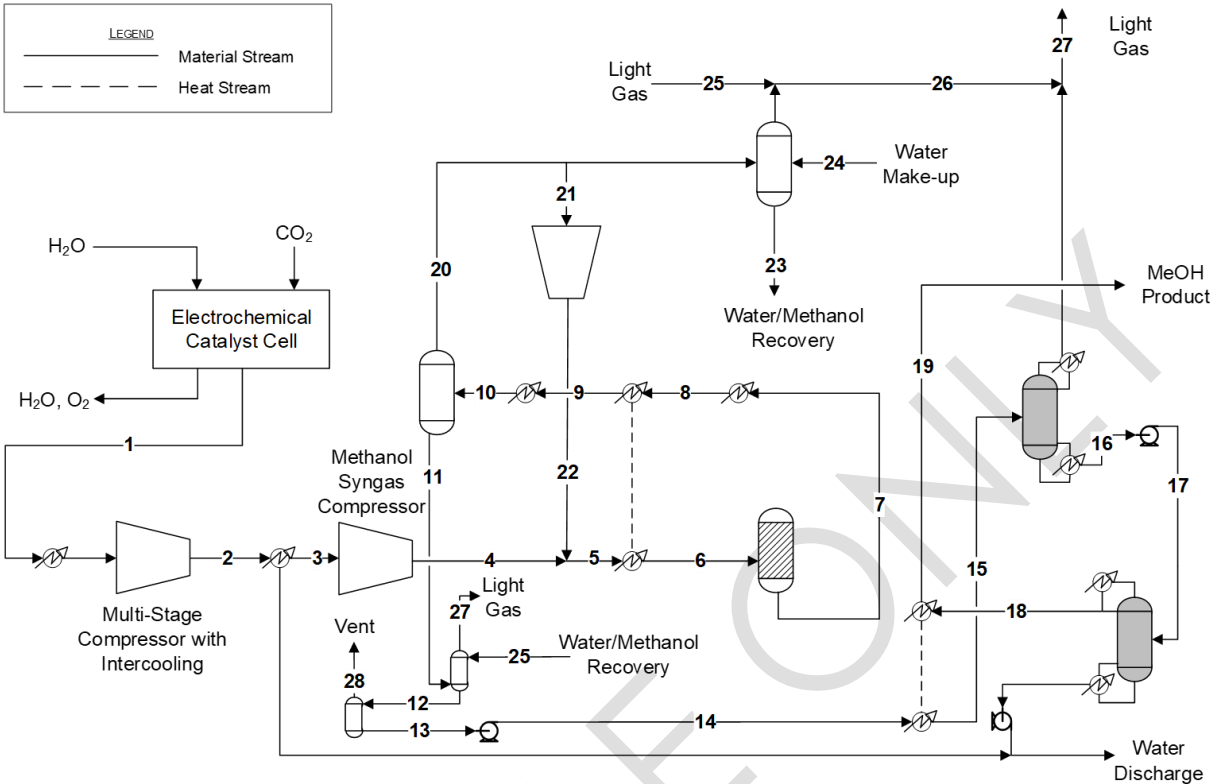 LEGEND
Material Stream
Heat Stream
27
Light
Gas
Light
Gas
25
26
24
Water
Make-up
21
H2O
CO2
20
23
Water/Methanol
Recovery
MeOH
Product
Electrochemical
Catalyst Cell
19
H2O, O2
10
9
8
1
16
11
Methanol
Syngas
Compressor
22
17
7
2
3
4
5
6
15
Light
Gas
27
18
Multi-Stage
Compressor with
Intercooling
Vent
25
Water/Methanol
Recovery
28
12
13
14
Water
Discharge
E ONLY